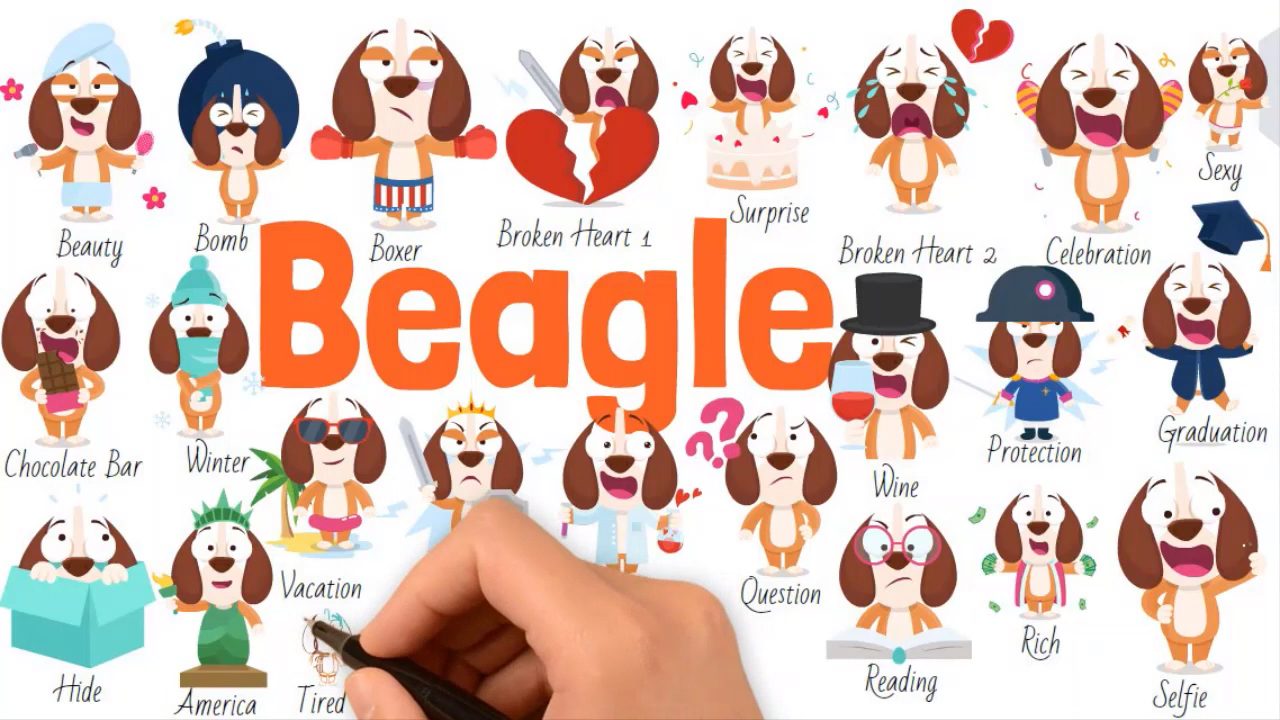 Beauty
Bomb
Boxer
Broken Heart 1
Surprise
Broken Heart 2
Celebration
Sexy
Beagle
Chocolate Bar
Winter
Vacation
Question
Wine
Protection
Graduation
Hide
America
Tired
Reading
Rich
Selfie